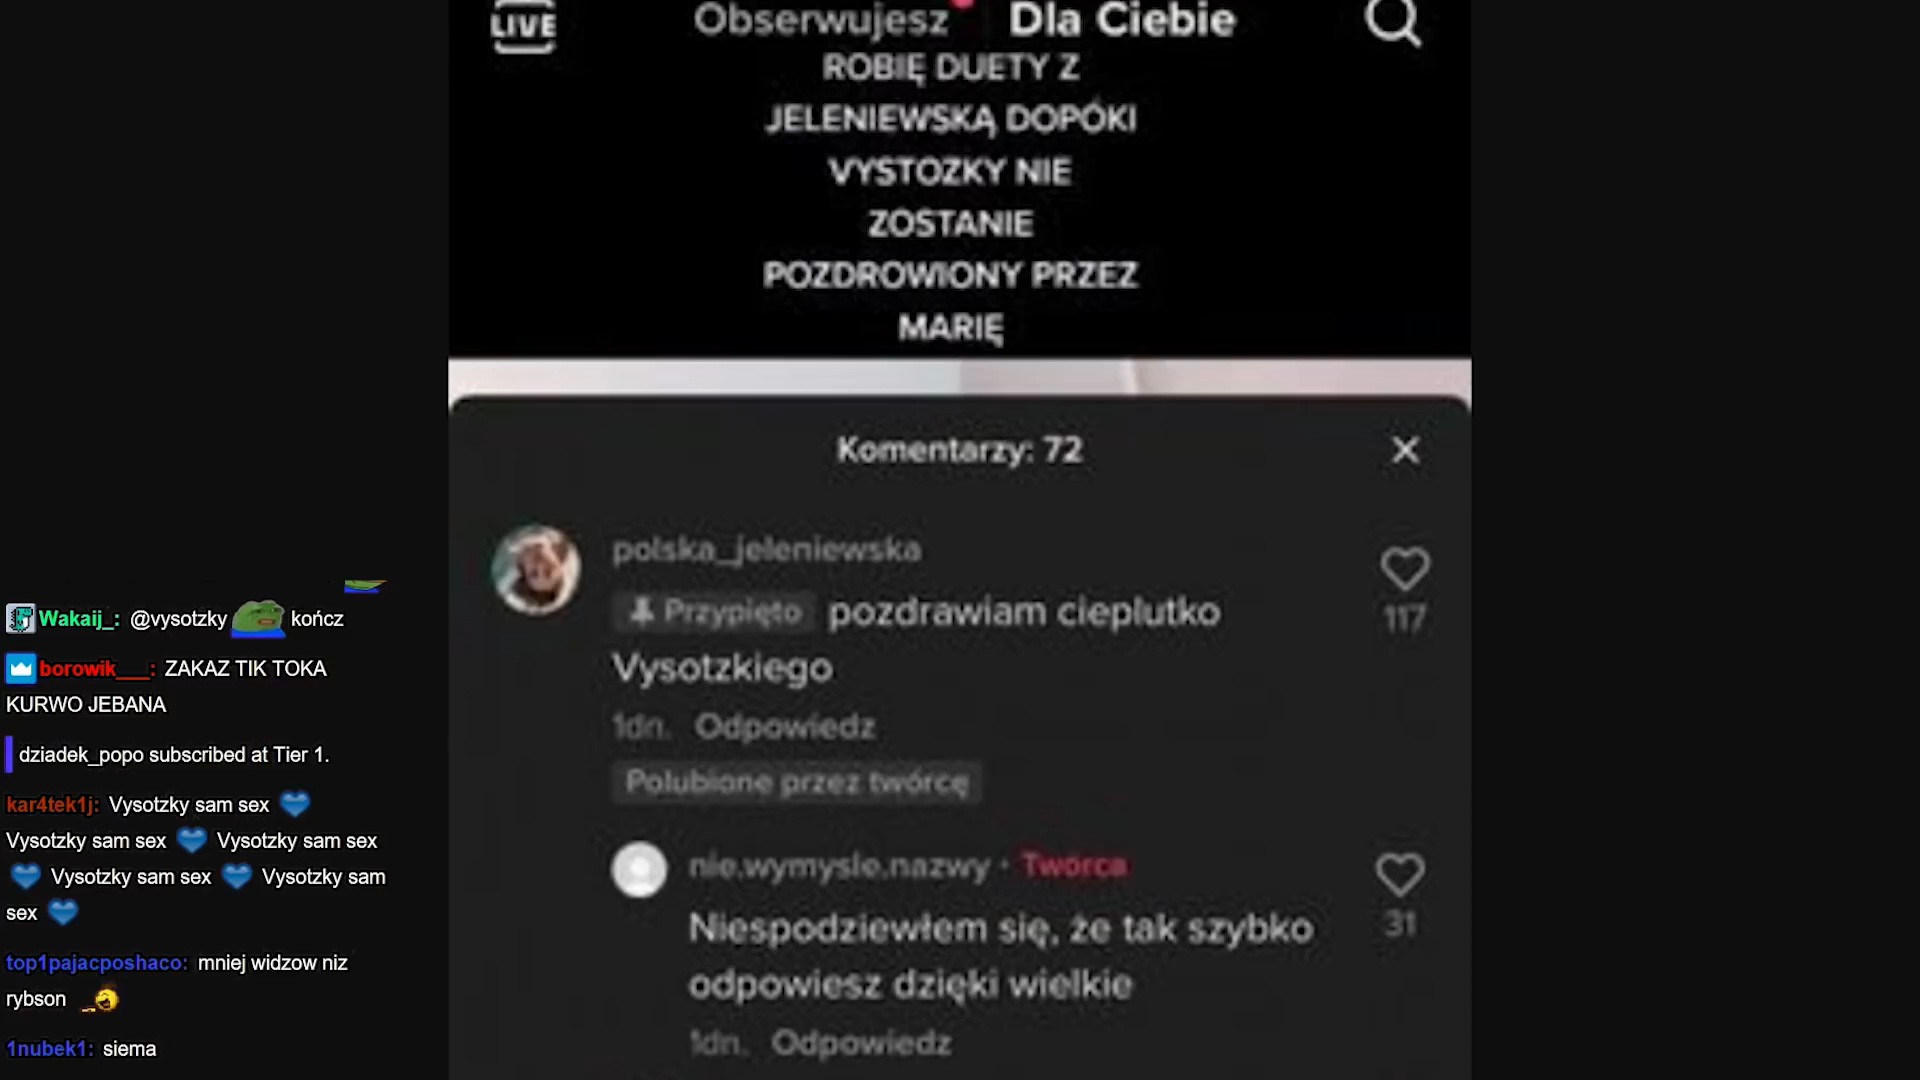 LIVE
Obserwujesz Dla Ciebie
ROBIĘ DUETY Z
JELENIEWSKĄ DOPÓKI
VYSTOZKY NIE
ZOSTANIE
POZDROWIONY PRZEZ
MARIĘ
Komentarzy: 72
polska_jeleniewska
Przypięto pozdrawiam cieplutko
117
Vysotzkiego
1dn. Odpowiedz
Polubione przez twórcę
nie.wymysle.nazwy · Twórca
Niespodziewłem się, że tak szybko
31
odpowiesz dzięki wielkie
1dn. Odpowiedz
Wakaij_: @vysotzky kończ
borowik___: ZAKAZ TIK TOKA
KURWO JEBANA
dziadek_popo subscribed at Tier 1.
kar4tek1j: Vysotzky sam sex
Vysotzky sam sex Vysotzky sam sex
Vysotzky sam sex Vysotzky sam
sex
top1pajacposhaco: mniej widzow niz
rybson
1nubek1: siema